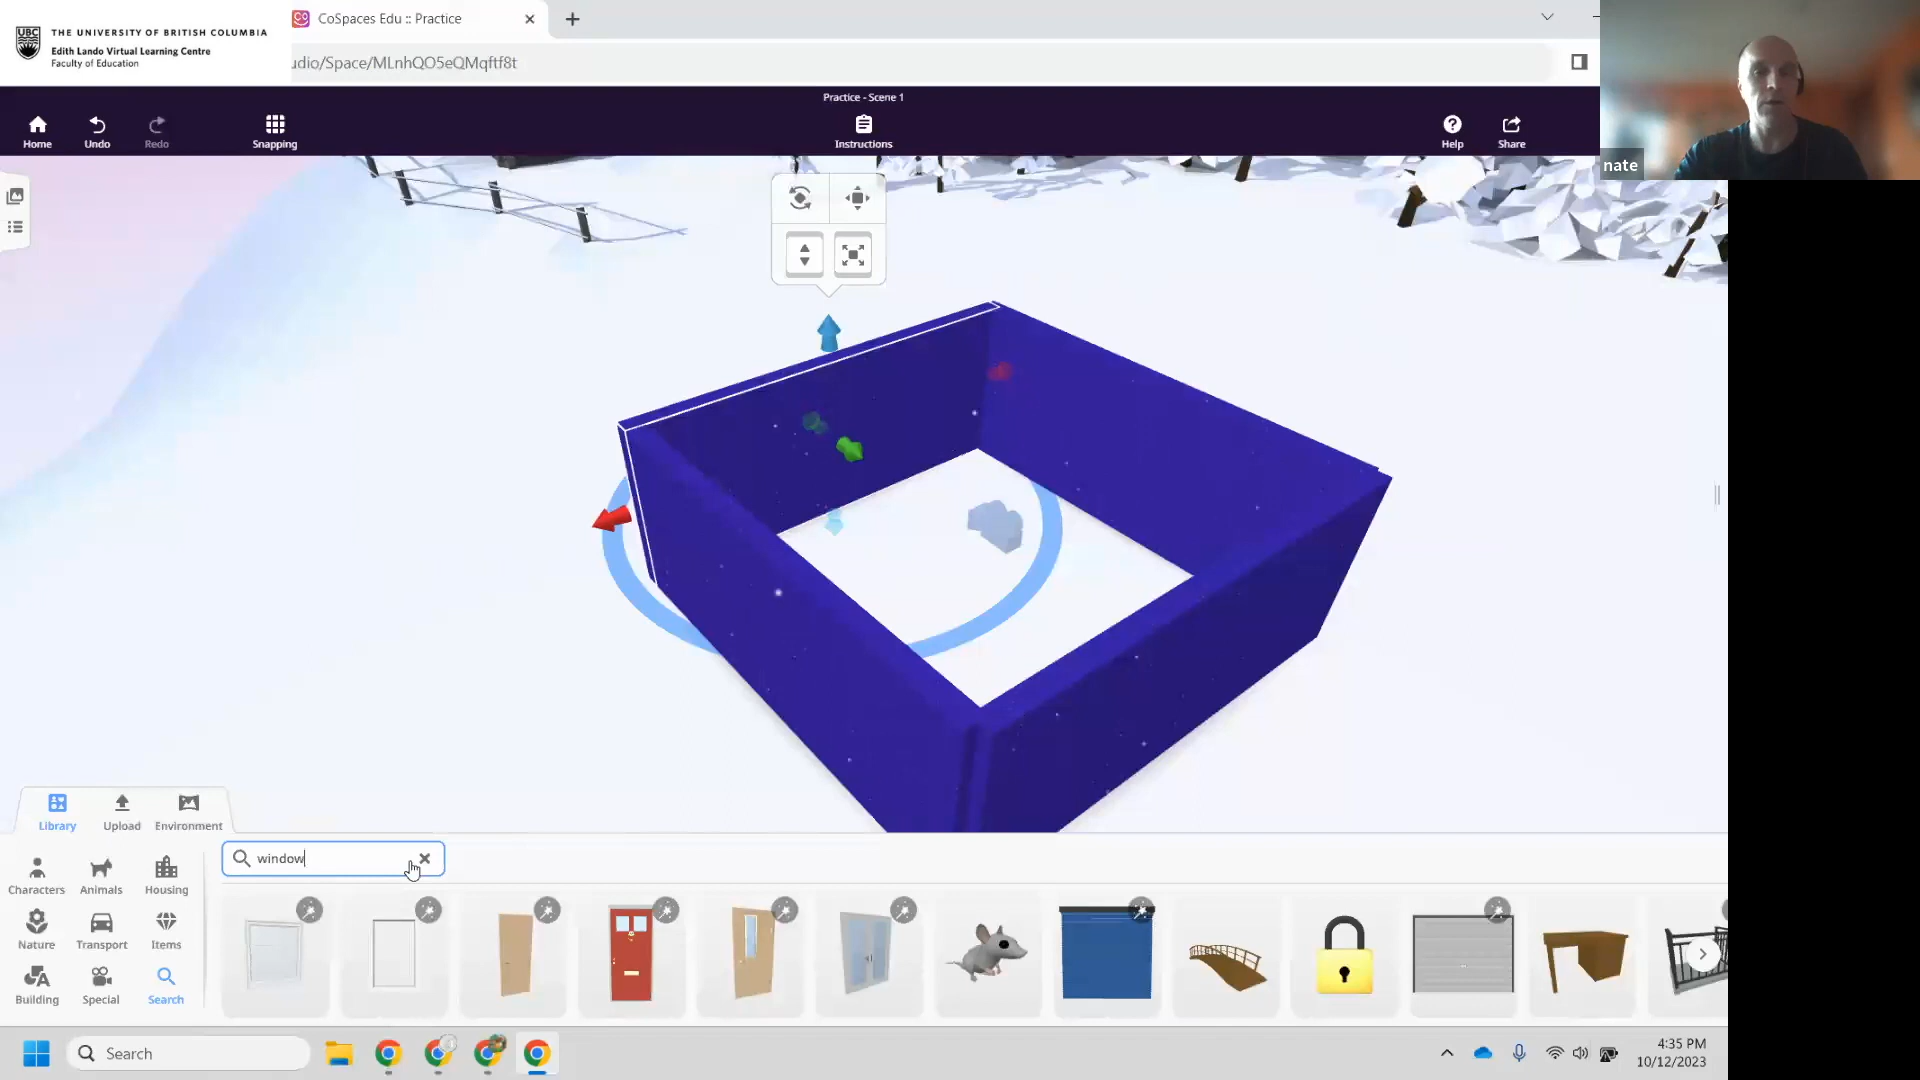 UBC
THE UNIVERSITY OF BRITISH COLUMBIA
Edith Lando Virtual Learning Centre
Faculty of Education
CoSpaces Edu :: Practice
udio/Space/MLnhQO5eQMqftf8t
Practice - Scene 1
Home
Undo
Redo
Snapping
Instructions
Help
Share
nate
Library
Upload
Environment
window
Characters
Animals
Housing
Nature
Transport
Items
Building
Special
Search
Search
4:35 PM
10/12/2023